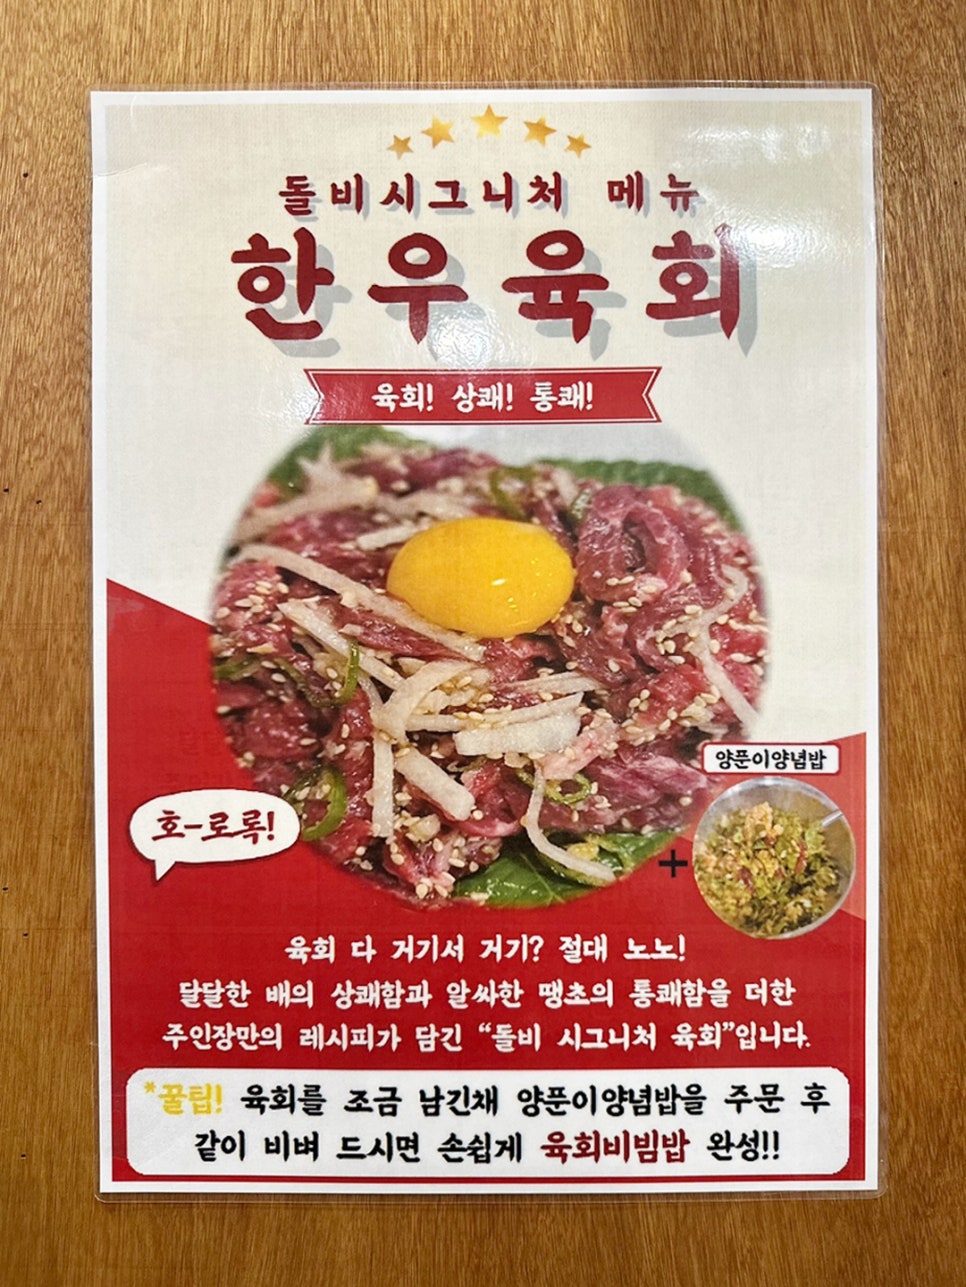 돌비시그니처 메뉴
한우육회
육회! 상쾌! 통쾌!
양푼이양념밥
호-로록!
+
육회 다 거기서 거기? 절대 노노!
달달한 배의 상쾌함과 알싸한 땡초의 통쾌함을 더한
주인장만의 레시피가 담긴 “돌비 시그니처 육회”입니다.
*꿀팁! 육회를 조금 남긴채 양푼이양념밥을 주문 후
같이 비벼 드시면 손쉽게 육회비빔밥 완성!!